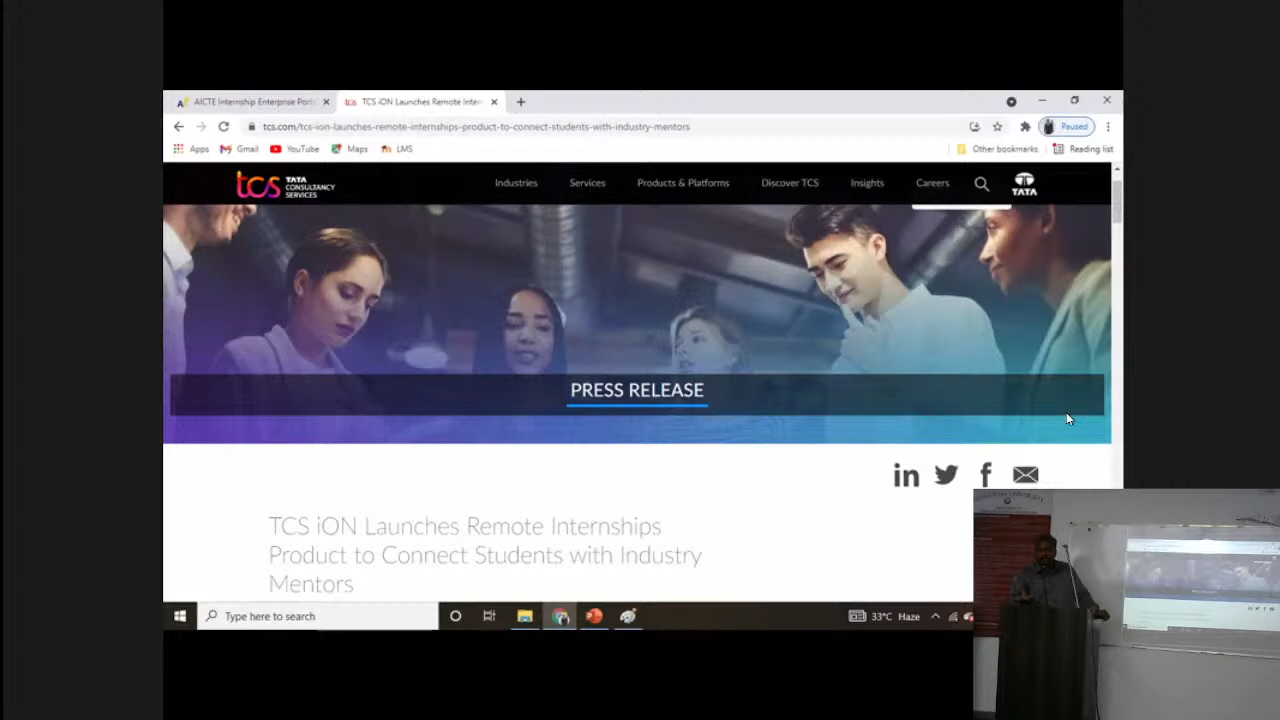 AICTE Internship Enterprise Port
TCS iON Launches Remote Inter
tcs.com/tcs-ion-launches-remote-internships-product-to-connect-students-with-industry-mentors
Paused
Apps
Gmail
YouTube
Maps
LMS
Other bookmarks
Reading list
tcs TATA
CONSULTANCY
SERVICES
Industries
Services
Products & Platforms
Discover TCS
Insights
Careers
TATA
PRESS RELEASE
TCS iON Launches Remote Internships
Product to Connect Students with Industry
Mentors
Type here to search
33°C Haze